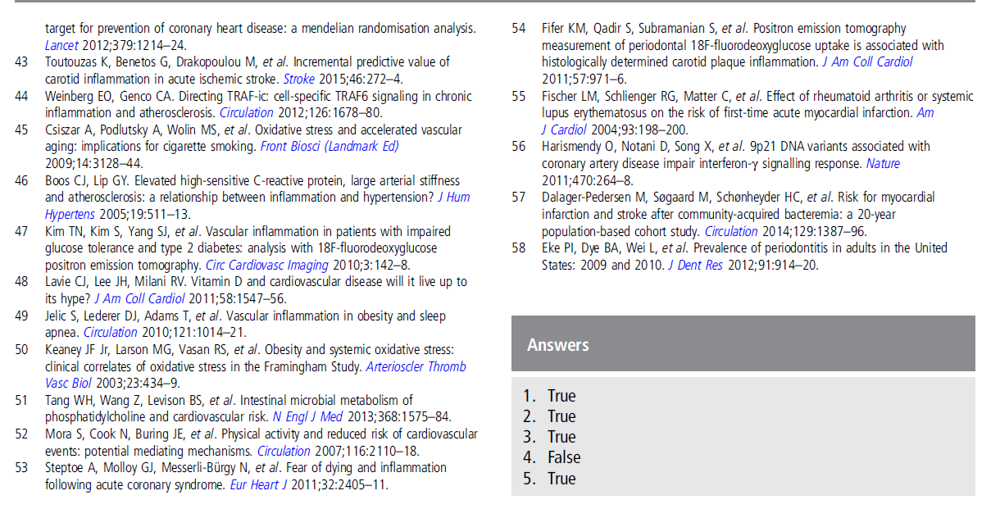 target for prevention of coronary heart disease: a mendelian randomisation analysis.
Lancet 2012;379:1214–24.
43 Toutouzas K, Benetos G, Drakopoulou M, et al. Incremental predictive value of
carotid inflammation in acute ischemic stroke. Stroke 2015;46:272–4.
44 Weinberg EO, Genco CA. Directing TRAF-ic: cell-specific TRAF6 signaling in chronic
inflammation and atherosclerosis. Circulation 2012;126:1678–80.
45 Csiszar A, Podlutsky A, Wolin MS, et al. Oxidative stress and accelerated vascular
aging: implications for cigarette smoking. Front Biosci (Landmark Ed)
2009;14:3128–44.
46 Boos CJ, Lip GY. Elevated high-sensitive C-reactive protein, large arterial stiffness
and atherosclerosis: a relationship between inflammation and hypertension? J Hum
Hypertens 2005;19:511–13.
47 Kim TN, Kim S, Yang SJ, et al. Vascular inflammation in patients with impaired
glucose tolerance and type 2 diabetes: analysis with 18F-fluorodeoxyglucose
positron emission tomography. Circ Cardiovasc Imaging 2010;3:142–8.
48 Lavie CJ, Lee JH, Milani RV. Vitamin D and cardiovascular disease will it live up to
its hype? J Am Coll Cardiol 2011;58:1547–56.
49 Jelic S, Lederer DJ, Adams T, et al. Vascular inflammation in obesity and sleep
apnea. Circulation 2010;121:1014–21.
50 Keaney JF Jr, Larson MG, Vasan RS, et al. Obesity and systemic oxidative stress:
clinical correlates of oxidative stress in the Framingham Study. Arterioscler Thromb
Vasc Biol 2003;23:434–9.
51 Tang WH, Wang Z, Levison BS, et al. Intestinal microbial metabolism of
phosphatidylcholine and cardiovascular risk. N Engl J Med 2013;368:1575–84.
52 Mora S, Cook N, Buring JE, et al. Physical activity and reduced risk of cardiovascular
events: potential mediating mechanisms. Circulation 2007;116:2110–18.
53 Steptoe A, Molloy GJ, Messerli-Bürgy N, et al. Fear of dying and inflammation
following acute coronary syndrome. Eur Heart J 2011;32:2405–11.
54 Fifer KM, Qadir S, Subramanian S, et al. Positron emission tomography
measurement of periodontal 18F-fluorodeoxyglucose uptake is associated with
histologically determined carotid plaque inflammation. J Am Coll Cardiol
2011;57:971–6.
55 Fischer LM, Schlienger RG, Matter C, et al. Effect of rheumatoid arthritis or systemic
lupus erythematosus on the risk of first-time acute myocardial infarction. Am
J Cardiol 2004;93:198–200.
56 Harismendy O, Notani D, Song X, et al. 9p21 DNA variants associated with
coronary artery disease impair interferon-γ signalling response. Nature
2011;470:264–8.
57 Dalager-Pedersen M, Søgaard M, Schønheyder HC, et al. Risk for myocardial
infarction and stroke after community-acquired bacteremia: a 20-year
population-based cohort study. Circulation 2014;129:1387–96.
58 Eke PI, Dye BA, Wei L, et al. Prevalence of periodontitis in adults in the United
States: 2009 and 2010. J Dent Res 2012;91:914–20.
Answers
1. True
2. True
3. True
4. False
5. True